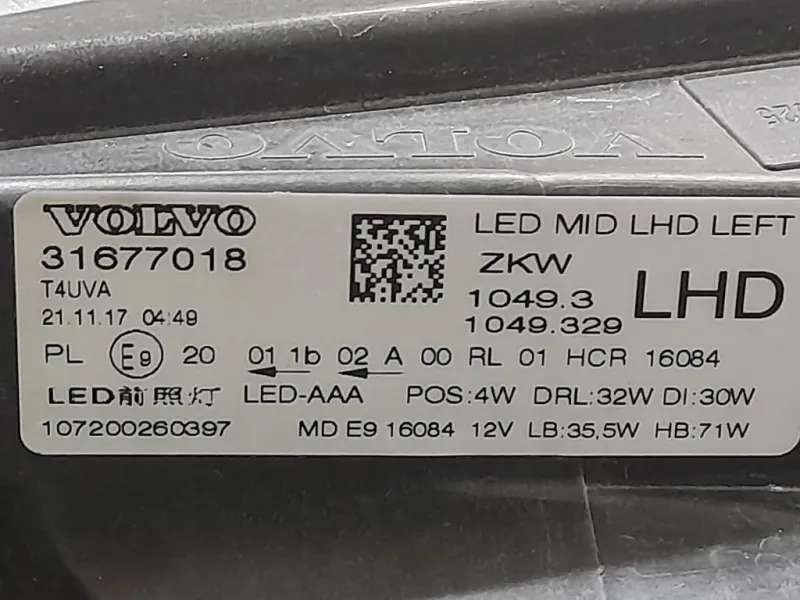 VOLVO
VOLVO
31677018
T4UVA
21.11.17 04:49
LED MID LHD LEFT
ZKW
1049.3
1049.329
LHD
PL E9 20 01 1b 02 A 00 RL 01 HCR 16084
LED前照灯 LED-AAA POS:4W DRL:32W DI:30W
107200260397 MD E9 16084 12V LB:35,5W HB:71W